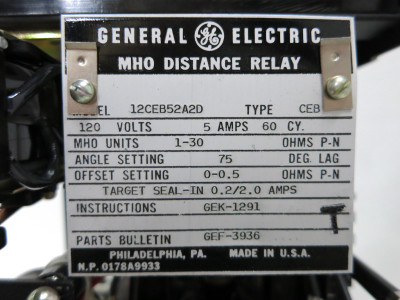 GENERAL GE ELECTRIC
MHO DISTANCE RELAY
MODEL 12CEB52A2D TYPE CEB
120 VOLTS 5 AMPS 60 CY.
MHO UNITS 1-30 OHMS P-N
ANGLE SETTING 75 DEG. LAG
OFFSET SETTING 0-0.5 OHMS P-N
TARGET SEAL-IN 0.2/2.0 AMPS
INSTRUCTIONS GEK-1291
T
PARTS BULLETIN GEF-3936
PHILADELPHIA, PA. MADE IN U.S.A.
N.P. 0178A9933